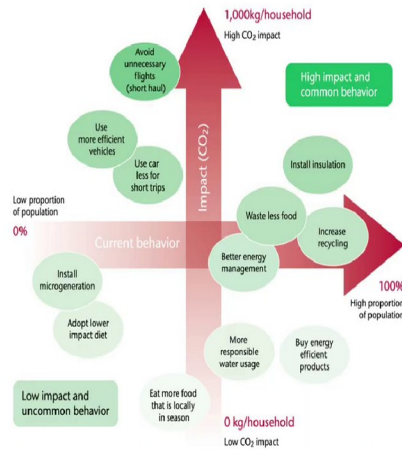 1,000kg/household
High CO₂ impact
Avoid
unnecessary
flights
(short haul)
High impact and
common behavior
Use
more efficient
vehicles
Use car
less for
short trips
Impact (CO₂)
Install insulation
Low proportion
of population
0%
Waste less food
Increase
recycling
Current behavior
Better energy
management
Install
microgeneration
100%
High proportion
of population
Adopt lower
impact diet
More
responsible
water usage
Buy energy
efficient
products
Low impact and
uncommon behavior
Eat more food
that is locally
in season
0 kg/household
Low CO₂ impact